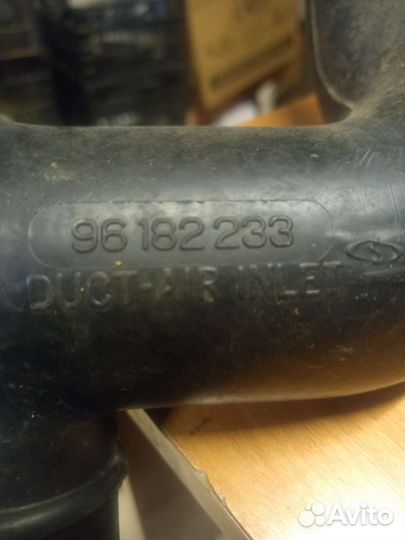 96 182 233
DUCT-AIR INLET
Avito